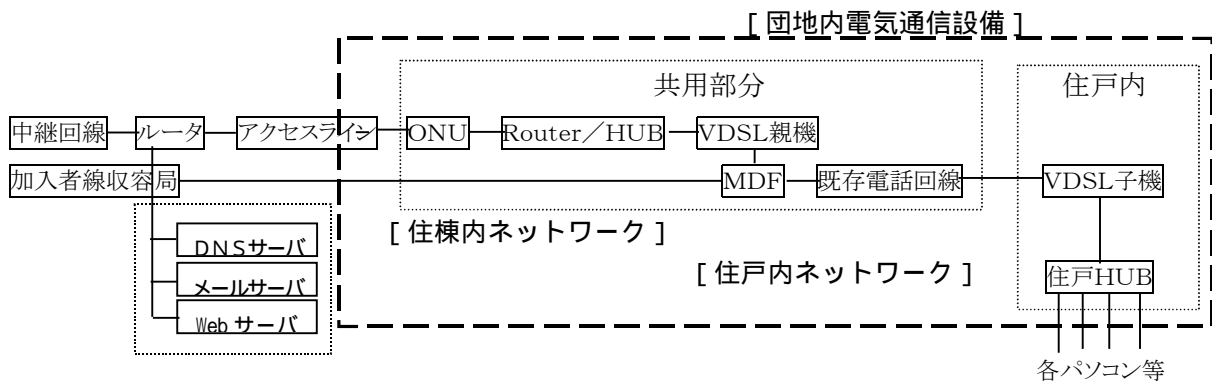 [ 団地内電気通信設備 ]
共用部分
住戸内
中継回線
ルータ
アクセスライン
ONU
Router／HUB
VDSL親機
加入者線収容局
MDF
既存電話回線
VDSL子機
[ 住棟内ネットワーク ]
DNSサーバ
[ 住戸内ネットワーク ]
メールサーバ
住戸HUB
Web サーバ
各パソコン等